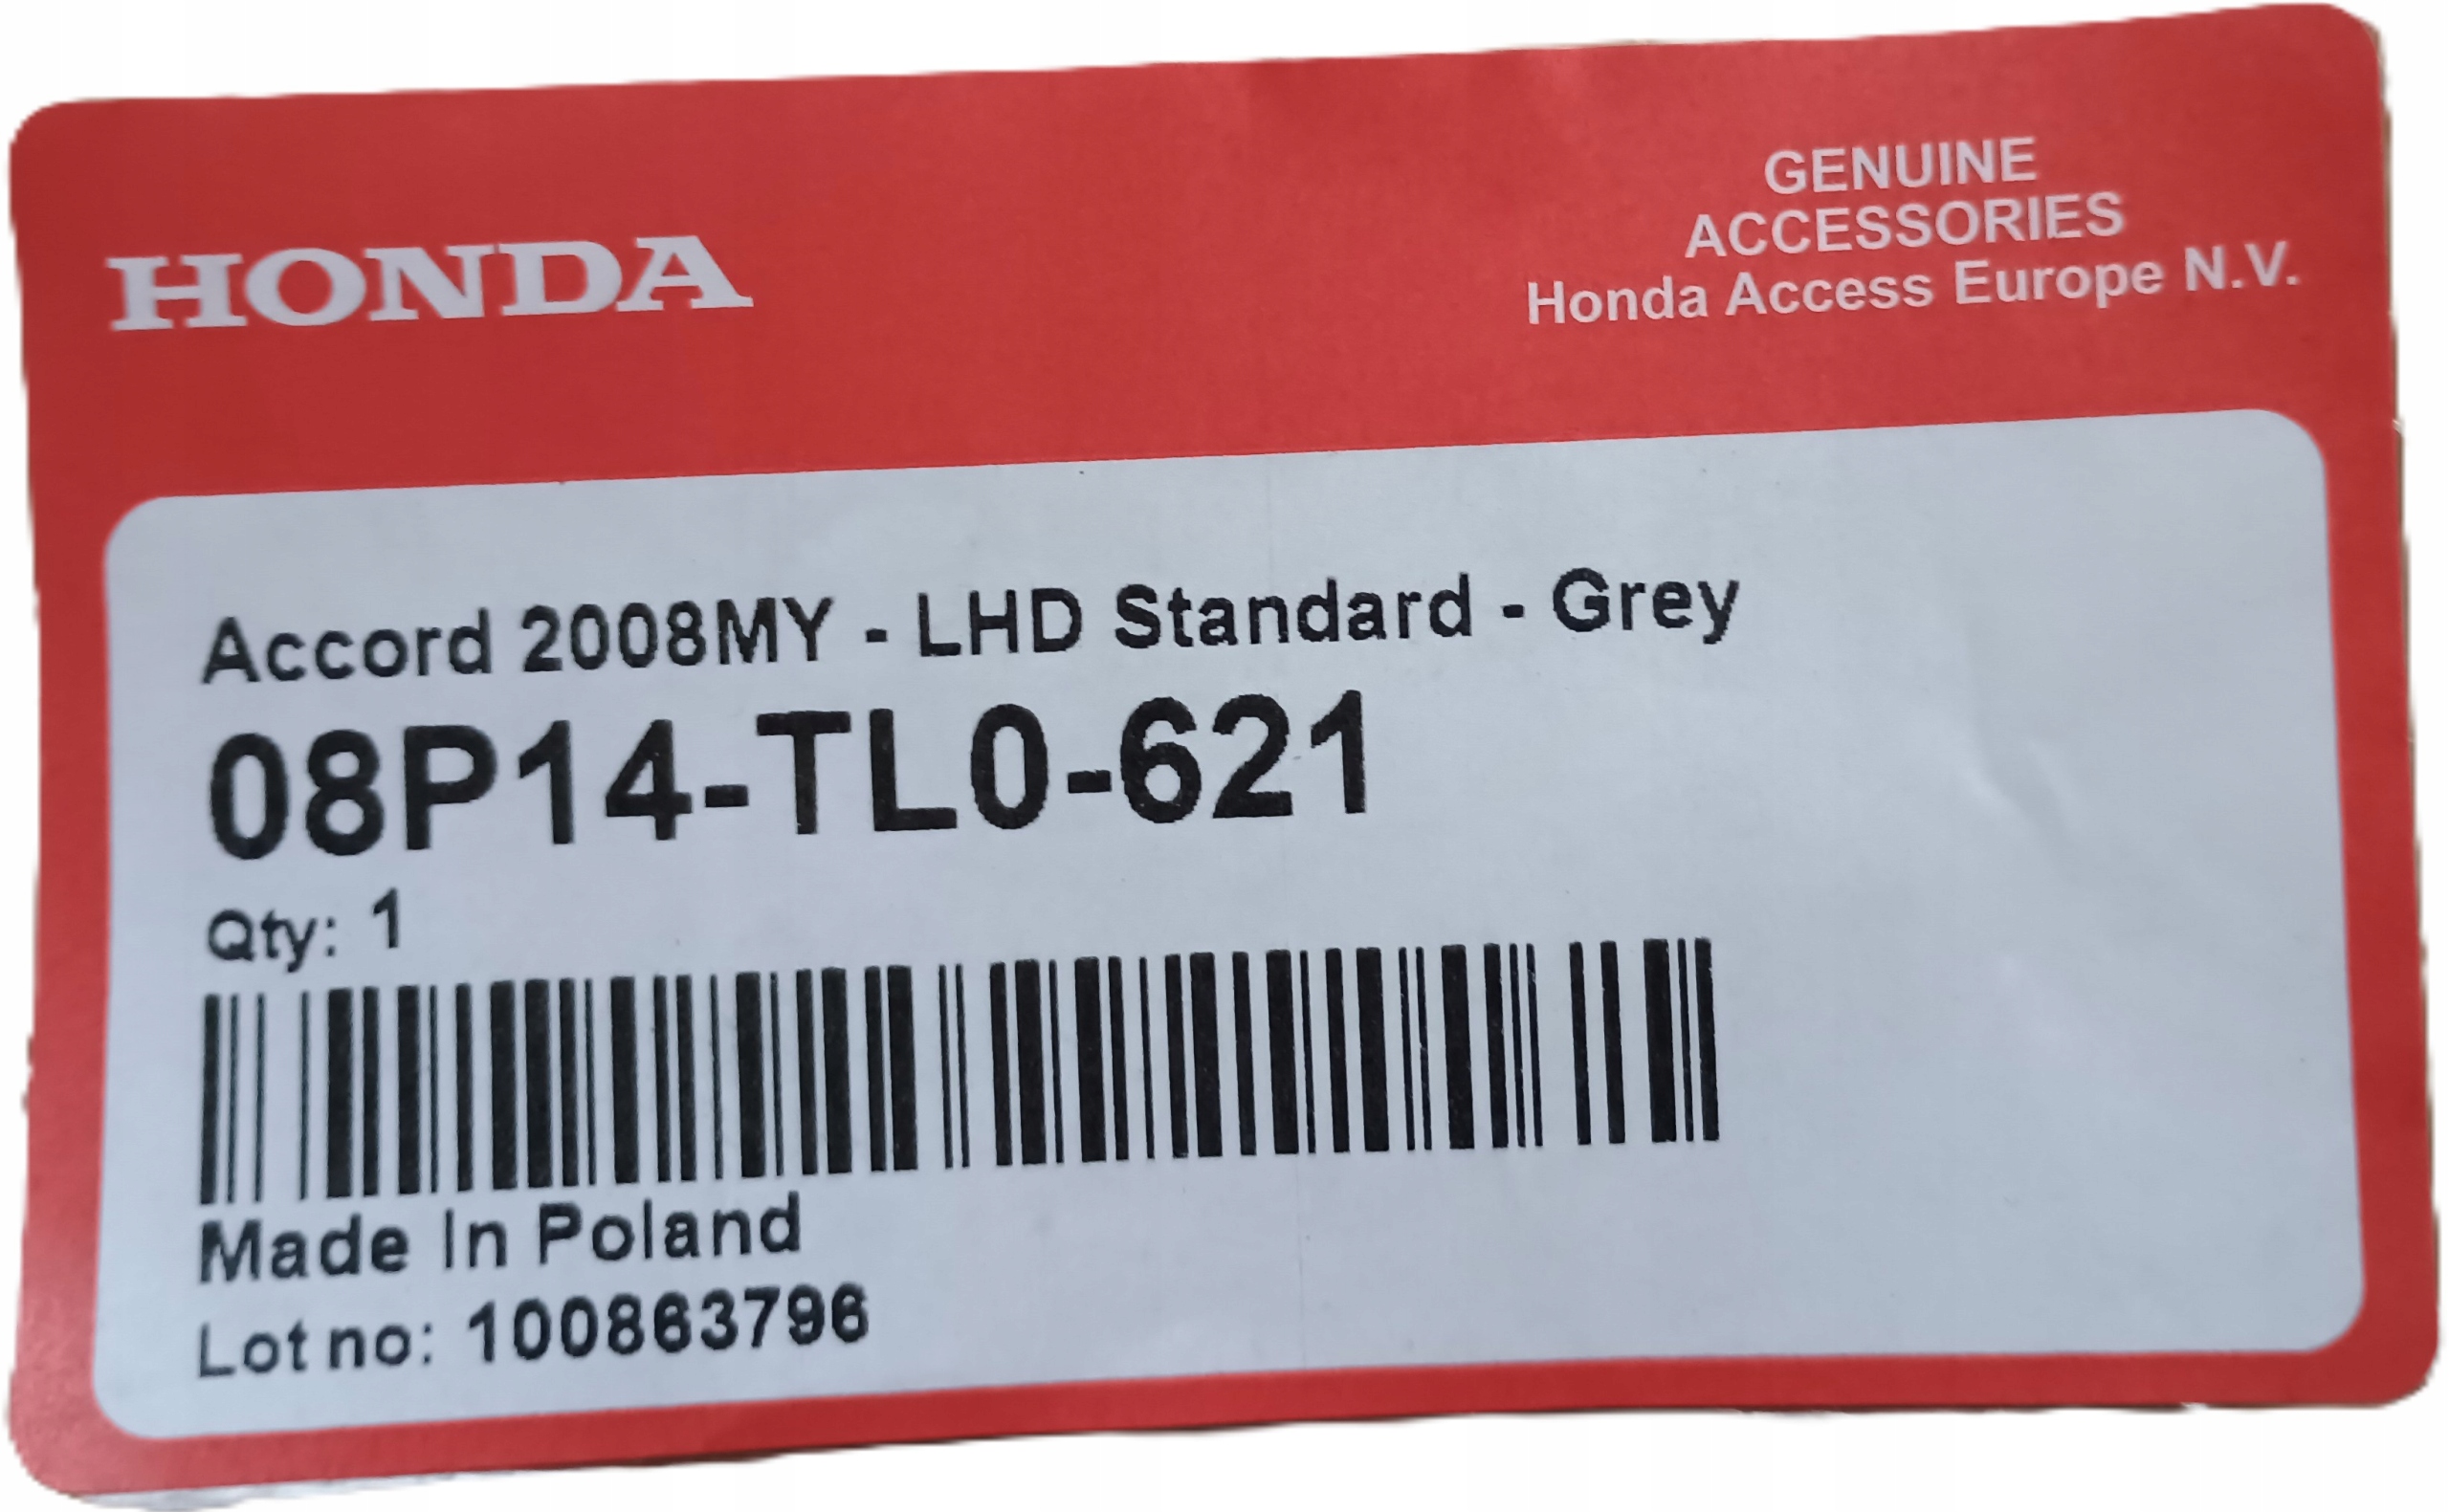 HONDA
GENUINE
ACCESSORIES
Honda Access Europe N.V.
Accord 2008MY - LHD Standard - Grey
08P14-TL0-621
Qty: 1
Made In Poland
Lot no: 100863796